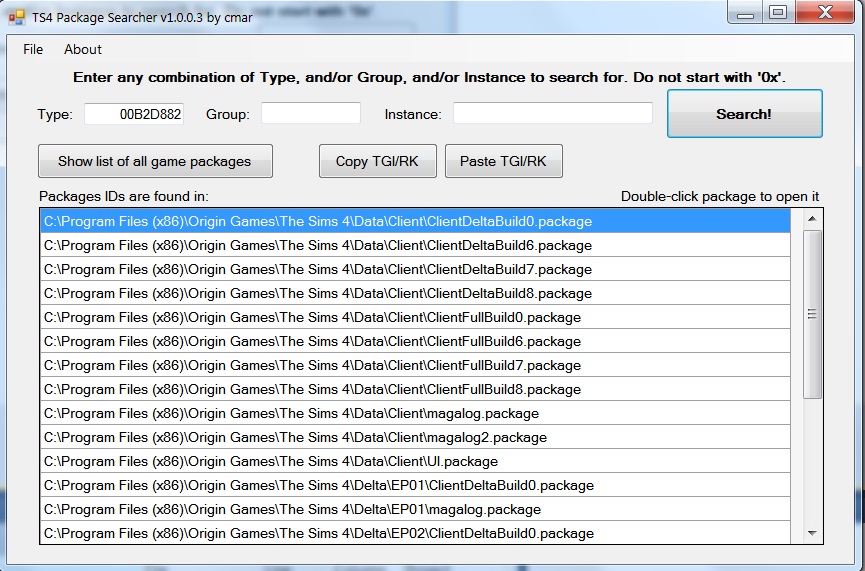 TS4 Package Searcher v1.0.0.3 by cmar
File About
Enter any combination of Type, and/or Group, and/or Instance to search for. Do not start with '0x'.
Type: 00B2D882 Group: Instance: Search!
Show list of all game packages Copy TGI/RK Paste TGI/RK
Packages IDs are found in: Double-click package to open it
C:\Program Files (x86)\Origin Games\The Sims 4\Data\Client\ClientDeltaBuild0.package
C:\Program Files (x86)\Origin Games\The Sims 4\Data\Client\ClientDeltaBuild6.package
C:\Program Files (x86)\Origin Games\The Sims 4\Data\Client\ClientDeltaBuild7.package
C:\Program Files (x86)\Origin Games\The Sims 4\Data\Client\ClientDeltaBuild8.package
C:\Program Files (x86)\Origin Games\The Sims 4\Data\Client\ClientFullBuild0.package
C:\Program Files (x86)\Origin Games\The Sims 4\Data\Client\ClientFullBuild6.package
C:\Program Files (x86)\Origin Games\The Sims 4\Data\Client\ClientFullBuild7.package
C:\Program Files (x86)\Origin Games\The Sims 4\Data\Client\ClientFullBuild8.package
C:\Program Files (x86)\Origin Games\The Sims 4\Data\Client\magalog.package
C:\Program Files (x86)\Origin Games\The Sims 4\Data\Client\magalog2.package
C:\Program Files (x86)\Origin Games\The Sims 4\Data\Client\UI.package
C:\Program Files (x86)\Origin Games\The Sims 4\Delta\EP01\ClientDeltaBuild0.package
C:\Program Files (x86)\Origin Games\The Sims 4\Delta\EP01\magalog.package
C:\Program Files (x86)\Origin Games\The Sims 4\Delta\EP02\ClientDeltaBuild0.package